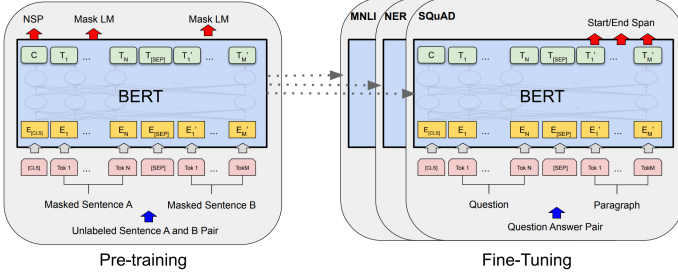 NSP Mask LM Mask LM
C T1 ... TN T[SEP] T1' ... TM'
BERT
E[CLS] E1 ... EN E[SEP] E1' ... EM'
[CLS] Tok 1 ... Tok N [SEP] Tok 1 ... TokM
Masked Sentence A Masked Sentence B
Unlabeled Sentence A and B Pair
Pre-training
MNLI NER SQuAD
Start/End Span
C T1 ... TN T[SEP] T1' ... TM'
BERT
E[CLS] E1 ... EN E[SEP] E1' ... EM'
[CLS] Tok 1 ... Tok N [SEP] Tok 1 ... TokM
Question Paragraph
Question Answer Pair
Fine-Tuning